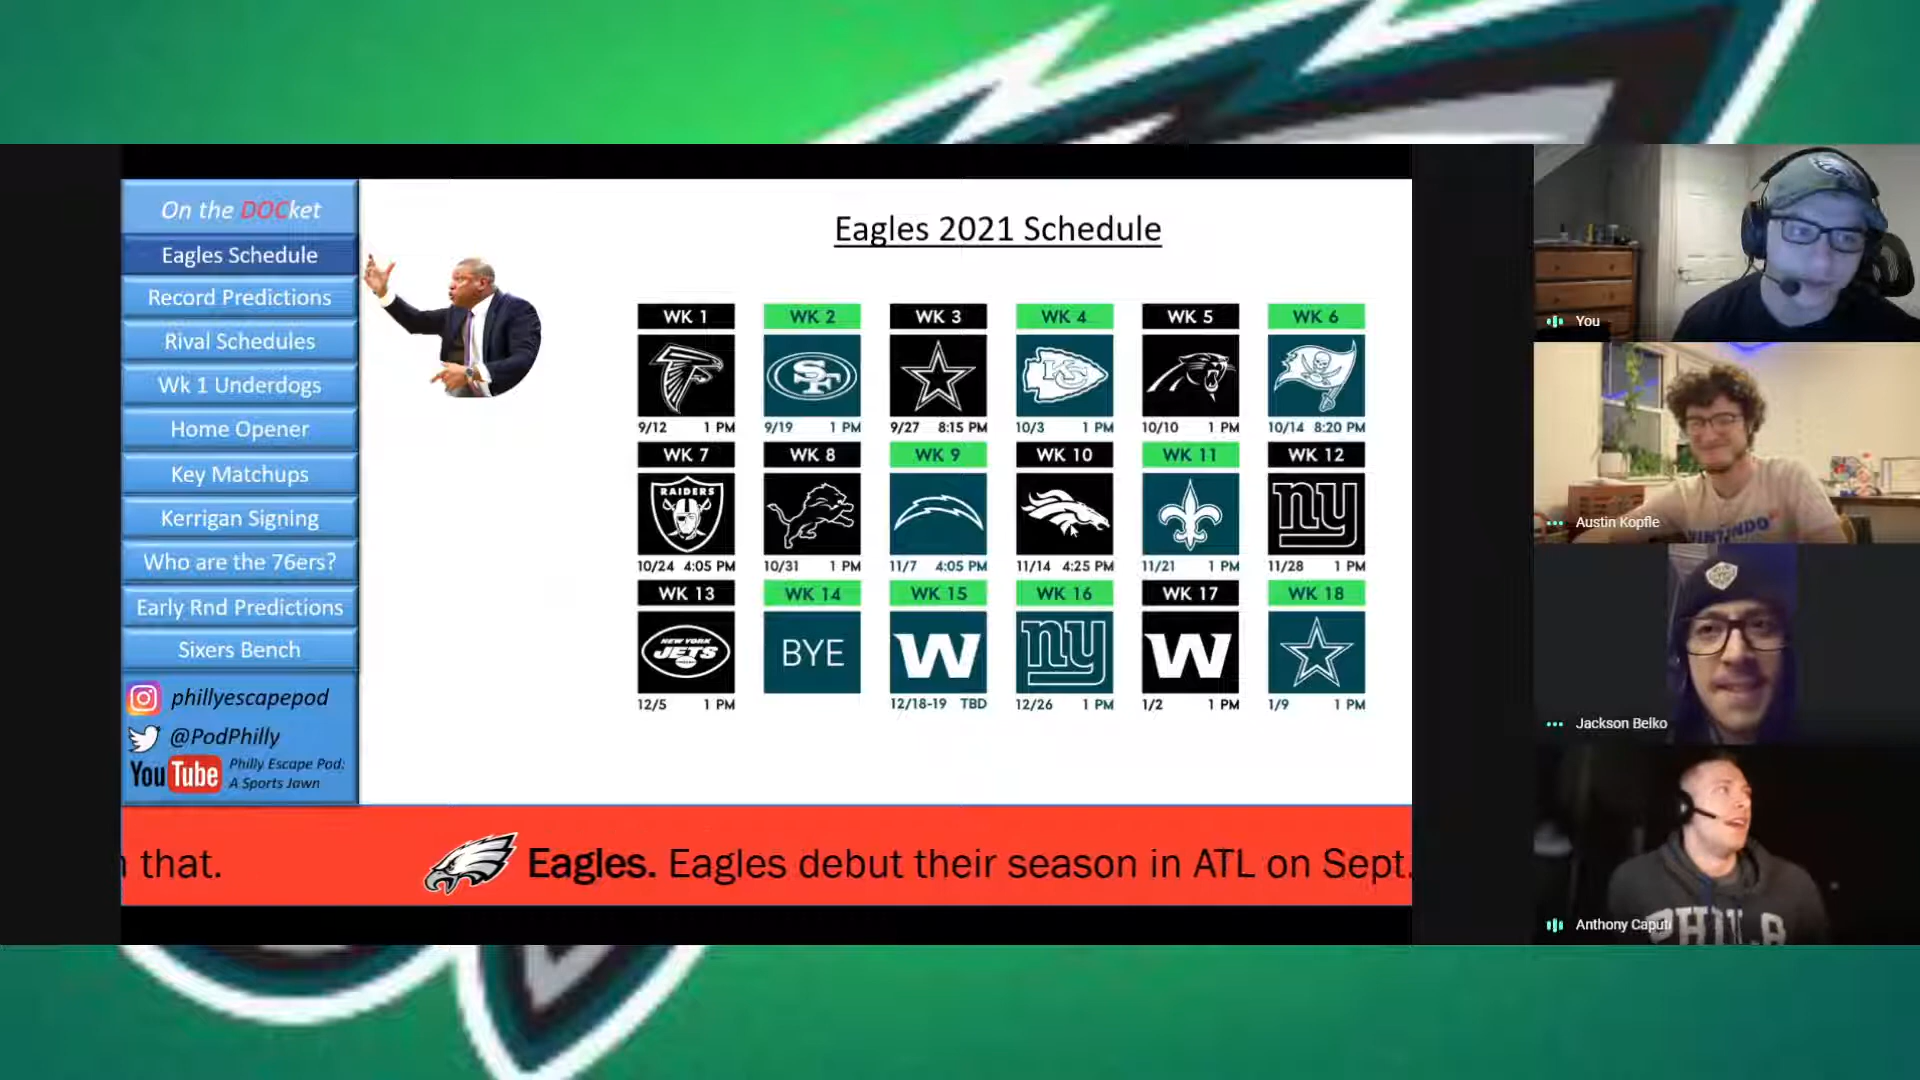 On the DOCket
Eagles Schedule
Record Predictions
Rival Schedules
Wk 1 Underdogs
Home Opener
Key Matchups
Kerrigan Signing
Who are the 76ers?
Early Rnd Predictions
Sixers Bench
phillyescapepod
@PodPhilly
YouTube Philly Escape Pod:
A Sports Jawn
Eagles 2021 Schedule
WK 1 WK 2 WK 3 WK 4 WK 5 WK 6
SF KC
9/12 1 PM 9/19 1 PM 9/27 8:15 PM 10/3 1 PM 10/10 1 PM 10/14 8:20 PM
WK 7 WK 8 WK 9 WK 10 WK 11 WK 12
RAIDERS ny
10/24 4:05 PM 10/31 1 PM 11/7 4:05 PM 11/14 4:25 PM 11/21 1 PM 11/28 1 PM
WK 13 WK 14 WK 15 WK 16 WK 17 WK 18
NEW YORK JETS BYE W ny W
12/5 1 PM 12/18-19 TBD 12/26 1 PM 1/2 1 PM 1/9 1 PM
that. Eagles. Eagles debut their season in ATL on Sept.
You
Austin Kopfle
NINTENDO
Jackson Belko
Anthony Caputi
PHILA